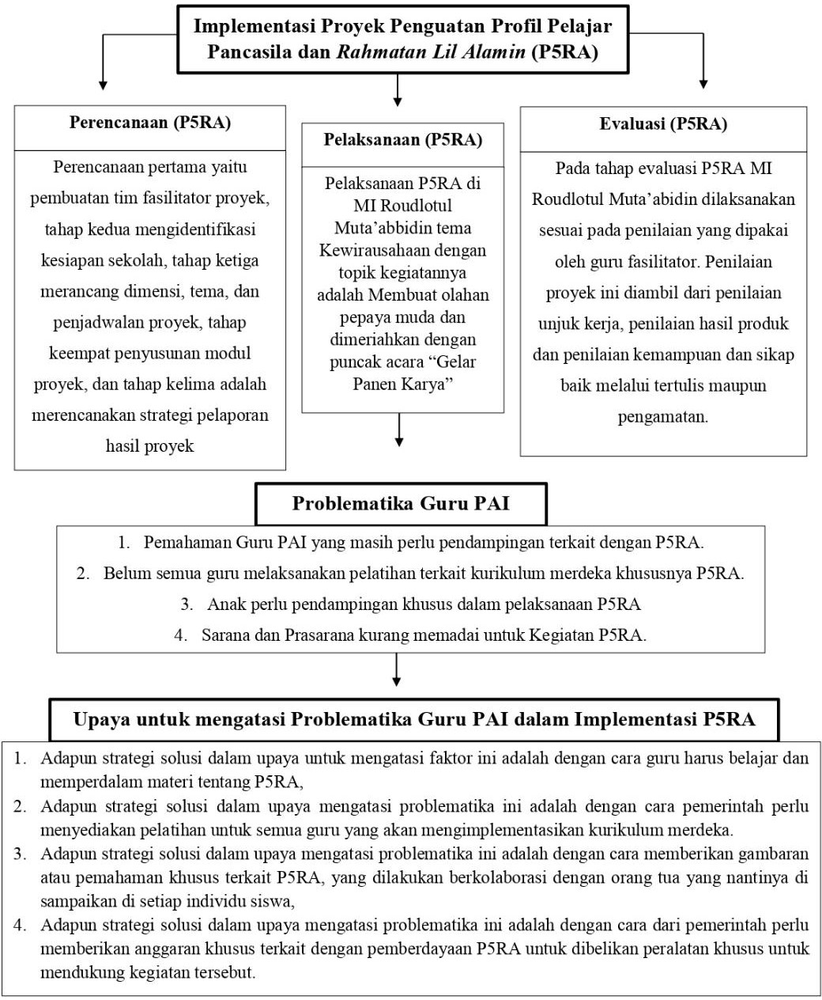 Implementasi Proyek Penguatan Profil Pelajar
Pancasila dan Rahmatan Lil Alamin (P5RA)
Perencanaan (P5RA)
Perencanaan pertama yaitu
pembuatan tim fasilitator proyek,
tahap kedua mengidentifikasi
kesiapan sekolah, tahap ketiga
merancang dimensi, tema, dan
penjadwalan proyek, tahap
keempat penyusunan modul
proyek, dan tahap kelima adalah
merencanakan strategi pelaporan
hasil proyek
Pelaksanaan (P5RA)
Pelaksanaan P5RA di
MI Roudlotul
Muta’abbidin tema
Kewirausahaan dengan
topik kegiatannya
adalah Membuat olahan
pepaya muda dan
dimeriahkan dengan
puncak acara “Gelar
Panen Karya”
Evaluasi (P5RA)
Pada tahap evaluasi P5RA MI
Roudlotul Muta’abidin dilaksanakan
sesuai pada penilaian yang dipakai
oleh guru fasilitator. Penilaian
proyek ini diambil dari penilaian
unjuk kerja, penilaian hasil produk
dan penilaian kemampuan dan sikap
baik melalui tertulis maupun
pengamatan.
Problematika Guru PAI
1. Pemahaman Guru PAI yang masih perlu pendampingan terkait dengan P5RA.
2. Belum semua guru melaksanakan pelatihan terkait kurikulum merdeka khususnya P5RA.
3. Anak perlu pendampingan khusus dalam pelaksanaan P5RA
4. Sarana dan Prasarana kurang memadai untuk Kegiatan P5RA.
Upaya untuk mengatasi Problematika Guru PAI dalam Implementasi P5RA
1. Adapun strategi solusi dalam upaya untuk mengatasi faktor ini adalah dengan cara guru harus belajar dan
memperdalam materi tentang P5RA,
2. Adapun strategi solusi dalam upaya mengatasi problematika ini adalah dengan cara pemerintah perlu
menyediakan pelatihan untuk semua guru yang akan mengimplementasikan kurikulum merdeka.
3. Adapun strategi solusi dalam upaya mengatasi problematika ini adalah dengan cara memberikan gambaran
atau pemahaman khusus terkait P5RA, yang dilakukan berkolaborasi dengan orang tua yang nantinya di
sampaikan di setiap individu siswa,
4. Adapun strategi solusi dalam upaya mengatasi problematika ini adalah dengan cara dari pemerintah perlu
memberikan anggaran khusus terkait dengan pemberdayaan P5RA untuk dibelikan peralatan khusus untuk
mendukung kegiatan tersebut.